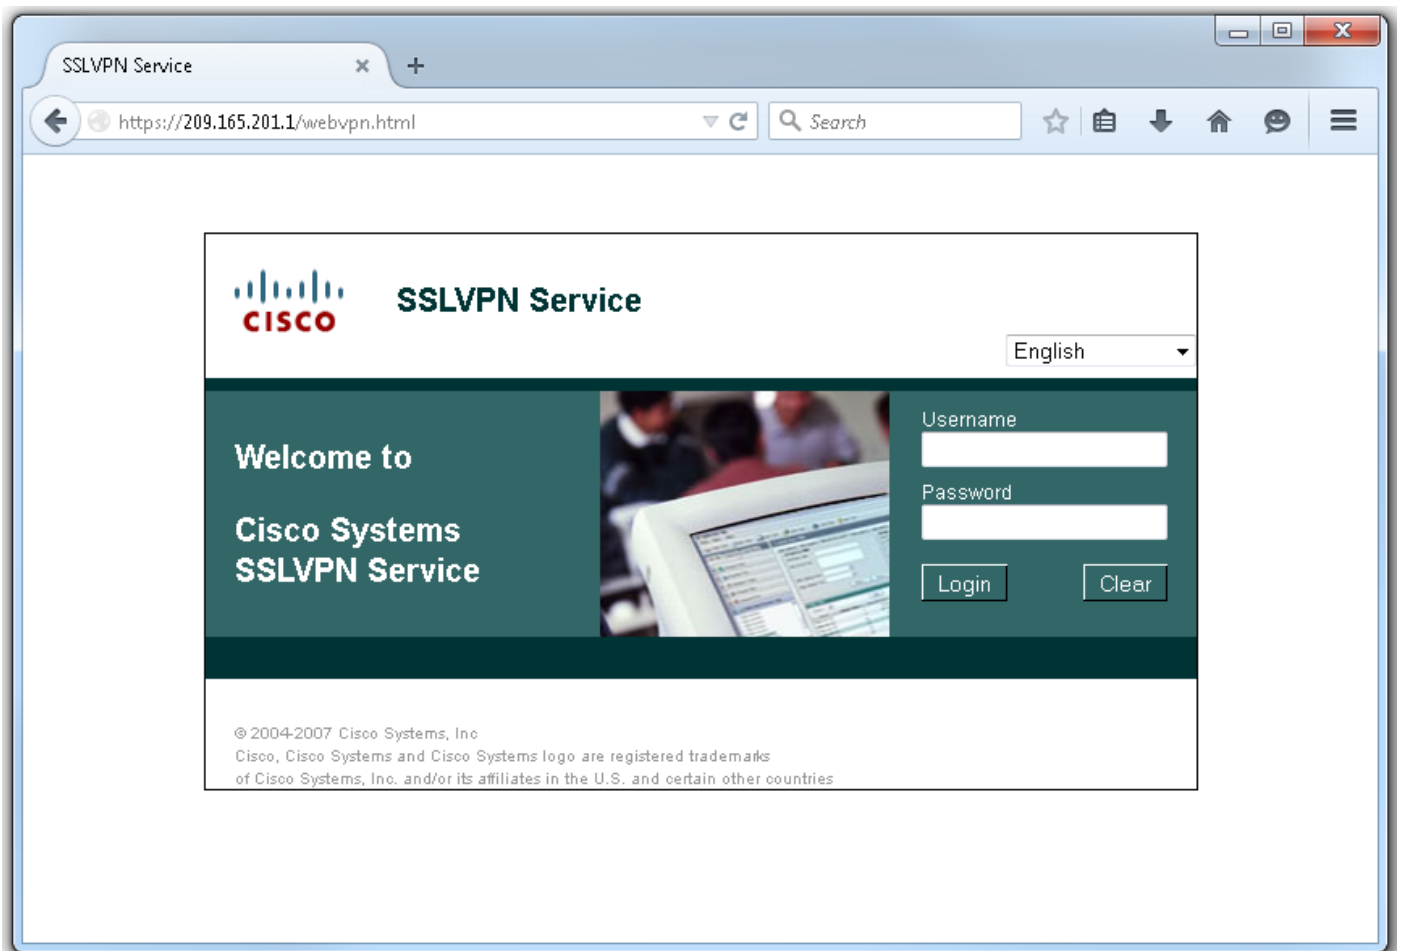 SSLVPN Service
https://209.165.201.1/webvpn.html
Search
CISCO
SSLVPN Service
English
Welcome to
Cisco Systems
SSLVPN Service
Username
Password
Login
Clear
© 2004-2007 Cisco Systems, Inc
Cisco, Cisco Systems and Cisco Systems logo are registered trademarks
of Cisco Systems, Inc. and/or its affiliates in the U.S. and certain other countries